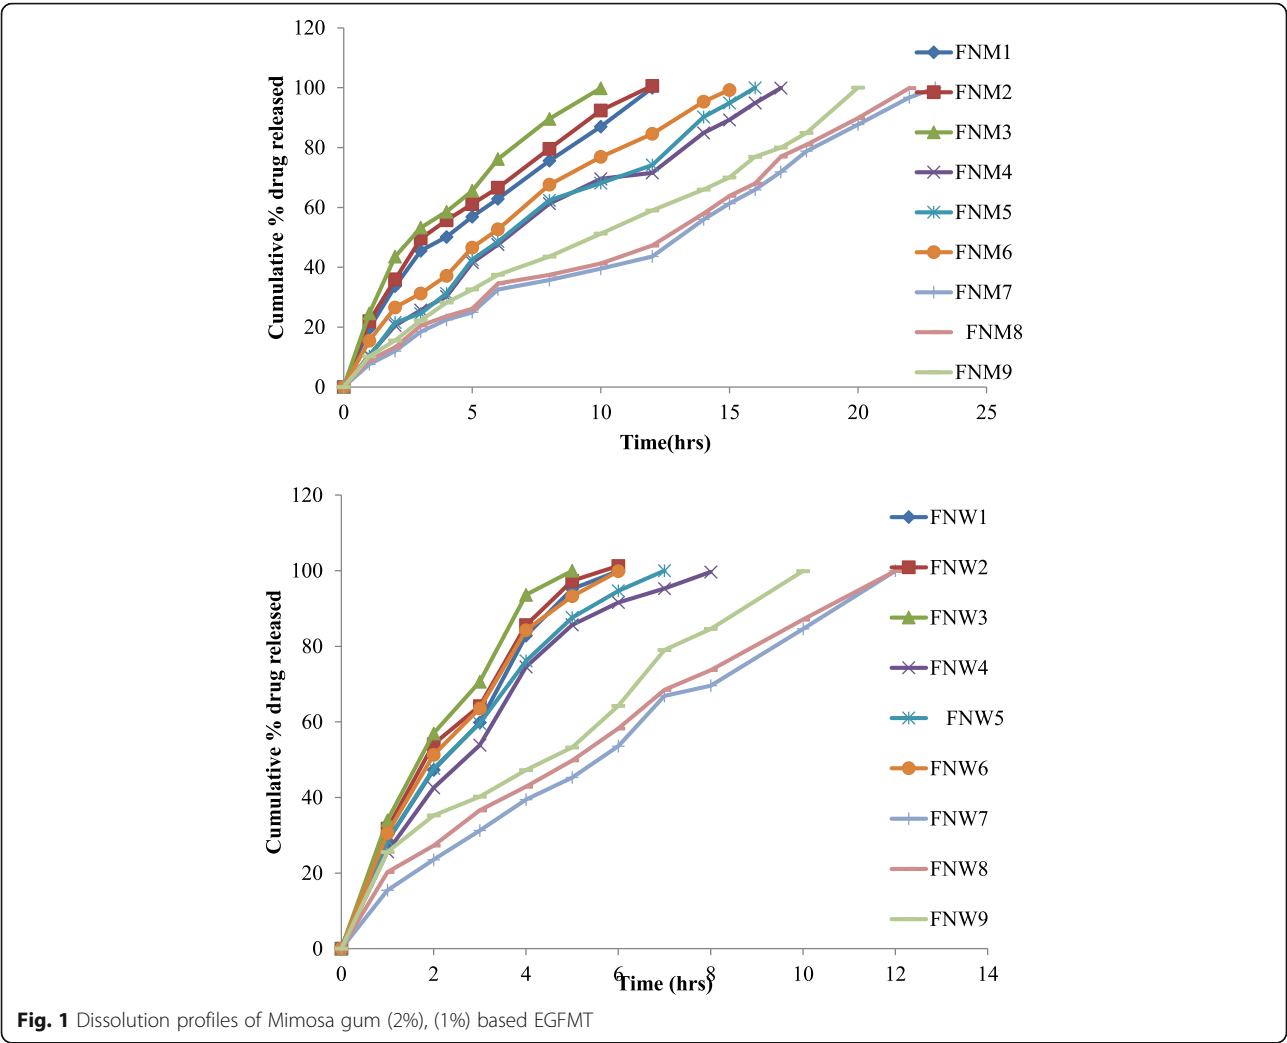 120
100
80
60
40
20
0
Cumulative % drug released
0 5 10 15 20 25
Time(hrs)
FNM1
FNM2
FNM3
FNM4
FNM5
FNM6
FNM7
FNM8
FNM9
120
100
80
60
40
20
0
Cumulative % drug released
0 2 4 6 8 10 12 14
Time (hrs)
FNW1
FNW2
FNW3
FNW4
FNW5
FNW6
FNW7
FNW8
FNW9
Fig. 1 Dissolution profiles of Mimosa gum (2%), (1%) based EGFMT